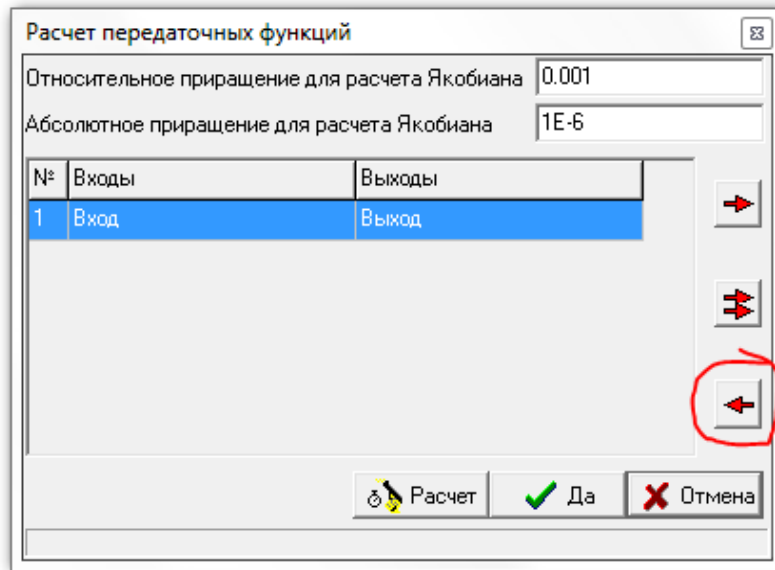 Расчет передаточных функций
Относительное приращение для расчета Якобиана 0.001
Абсолютное приращение для расчета Якобиана 1E-6
№ Входы Выходы
1 Вход Выход
Расчет Да Отмена